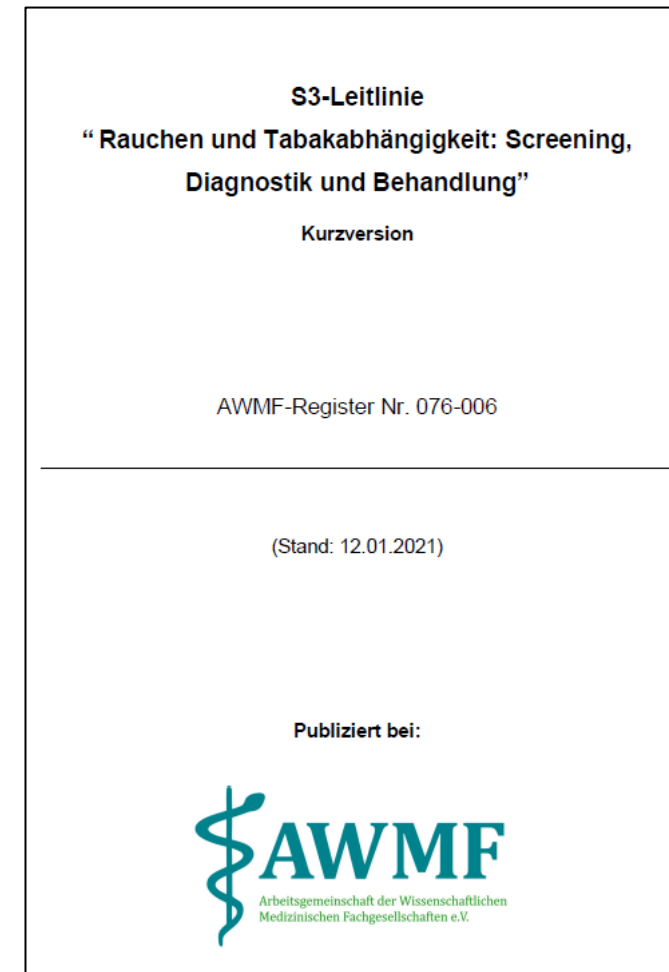 S3-Leitlinie
“ Rauchen und Tabakabhängigkeit: Screening,
Diagnostik und Behandlung”
Kurzversion
AWMF-Register Nr. 076-006
(Stand: 12.01.2021)
Publiziert bei:
AWMF
Arbeitsgemeinschaft der Wissenschaftlichen
Medizinischen Fachgesellschaften e.V.